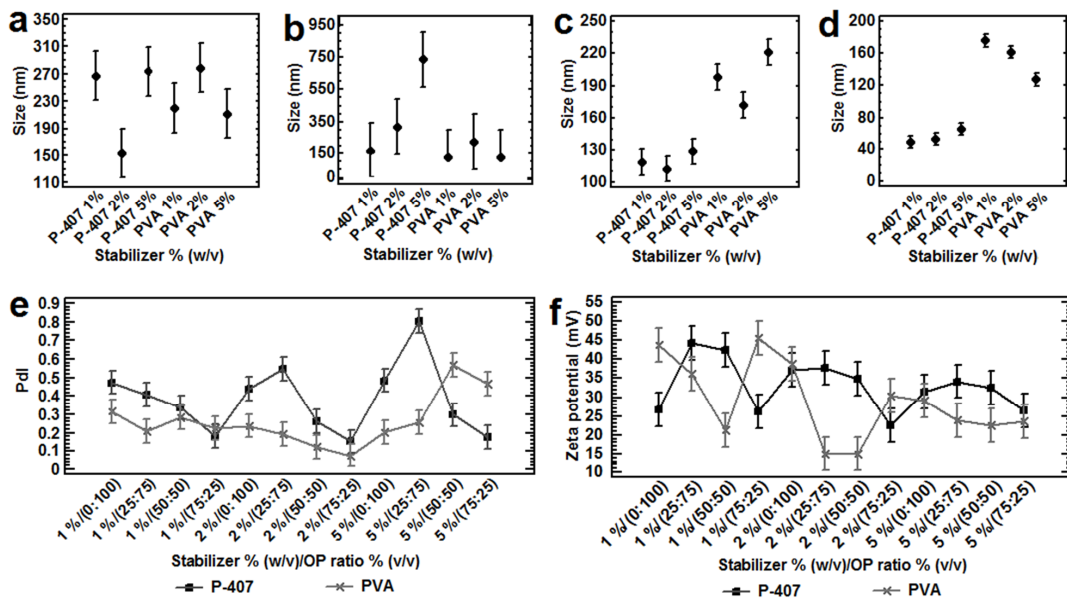 a
Size (nm)
350
310
270
230
190
150
110
P-407 1%
P-407 2%
P-407 5%
PVA 1%
PVA 2%
PVA 5%
Stabilizer % (w/v)
b
Size (nm)
950
750
550
350
150
0
P-407 1%
P-407 2%
P-407 5%
PVA 1%
PVA 2%
PVA 5%
Stabilizer % (w/v)
c
Size (nm)
240
220
200
180
160
140
120
100
P-407 1%
P-407 2%
P-407 5%
PVA 1%
PVA 2%
PVA 5%
Stabilizer % (w/v)
d
Size (nm)
200
160
120
80
40
0
P-407 1%
P-407 2%
P-407 5%
PVA 1%
PVA 2%
PVA 5%
Stabilizer % (w/v)
e
PdI
0.9
0.8
0.7
0.6
0.5
0.4
0.3
0.2
0.1
0
1 %/(0:100)
1 %/(25:75)
1 %/(50:50)
1 %/(75:25)
2 %/(0:100)
2 %/(25:75)
2 %/(50:50)
2 %/(75:25)
5 %/(0:100)
5 %/(25:75)
5 %/(50:50)
5 %/(75:25)
Stabilizer % (w/v)/OP ratio % (v/v)
P-407
PVA
f
Zeta potential (mV)
55
50
45
40
35
30
25
20
15
10
1 %/(0:100)
1 %/(25:75)
1 %/(50:50)
1 %/(75:25)
2 %/(0:100)
2 %/(25:75)
2 %/(50:50)
2 %/(75:25)
5 %/(0:100)
5 %/(25:75)
5 %/(50:50)
5 %/(75:25)
Stabilizer % (w/v)/OP ratio % (v/v)
P-407
PVA